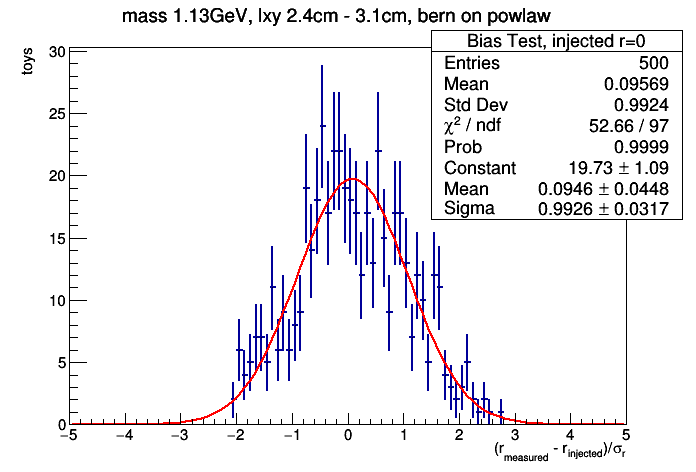 mass 1.13GeV, lxy 2.4cm - 3.1cm, bern on powlaw
Bias Test, injected r=0
Entries 500
Mean 0.09569
Std Dev 0.9924
χ² / ndf 52.66 / 97
Prob 0.9999
Constant 19.73 ± 1.09
Mean 0.0946 ± 0.0448
Sigma 0.9926 ± 0.0317
toys
30
25
20
15
10
5
0
−5 −4 −3 −2 −1 0 1 2 3 4 5
(r_measured - r_injected)/σ_r